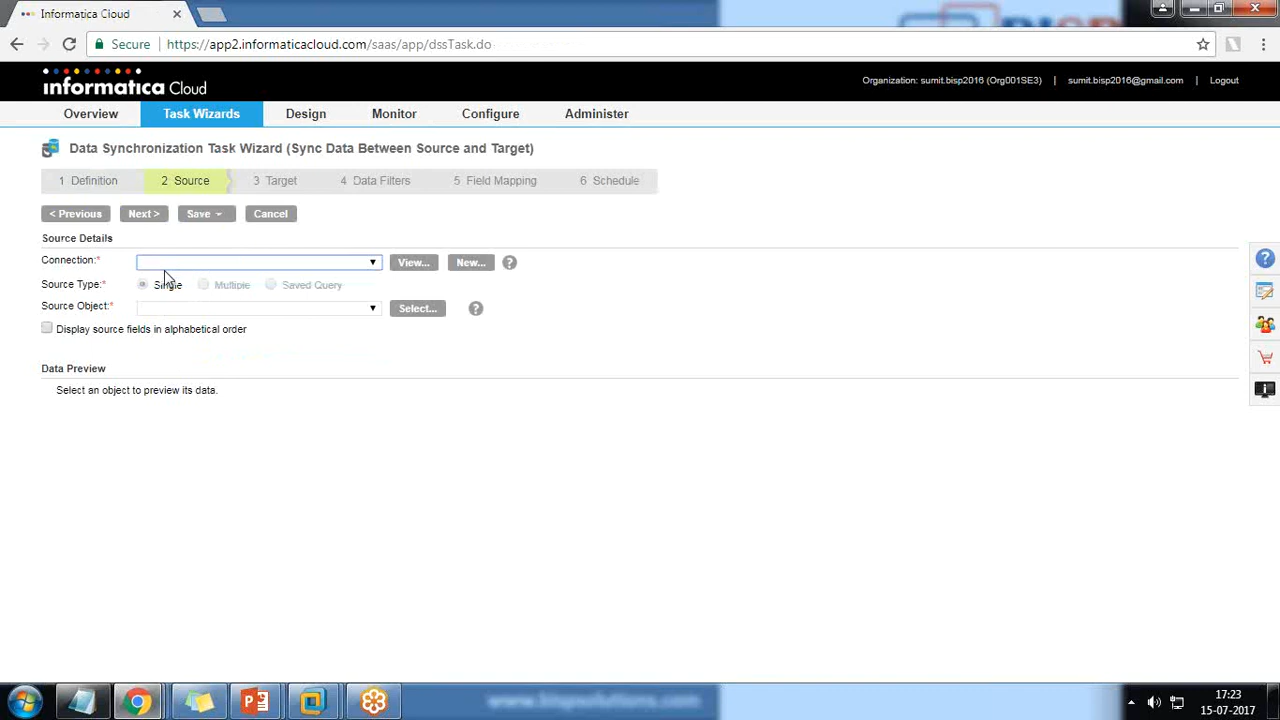 Informatica Cloud
Secure
https://app2.informaticacloud.com/saas/app/dssTask.do
informatica Cloud
Organization: sumit.bisp2016 (Org001SE3)
sumit.bisp2016@gmail.com
Logout
Overview
Task Wizards
Design
Monitor
Configure
Administer
Data Synchronization Task Wizard (Sync Data Between Source and Target)
1 Definition
2 Source
3 Target
4 Data Filters
5 Field Mapping
6 Schedule
< Previous
Next >
Save
Cancel
Source Details
Connection:*
View...
New...
Source Type:*
Single
Multiple
Saved Query
Source Object:*
Select...
Display source fields in alphabetical order
Data Preview
Select an object to preview its data.
www.bispsolutions.com
17:23
15-07-2017